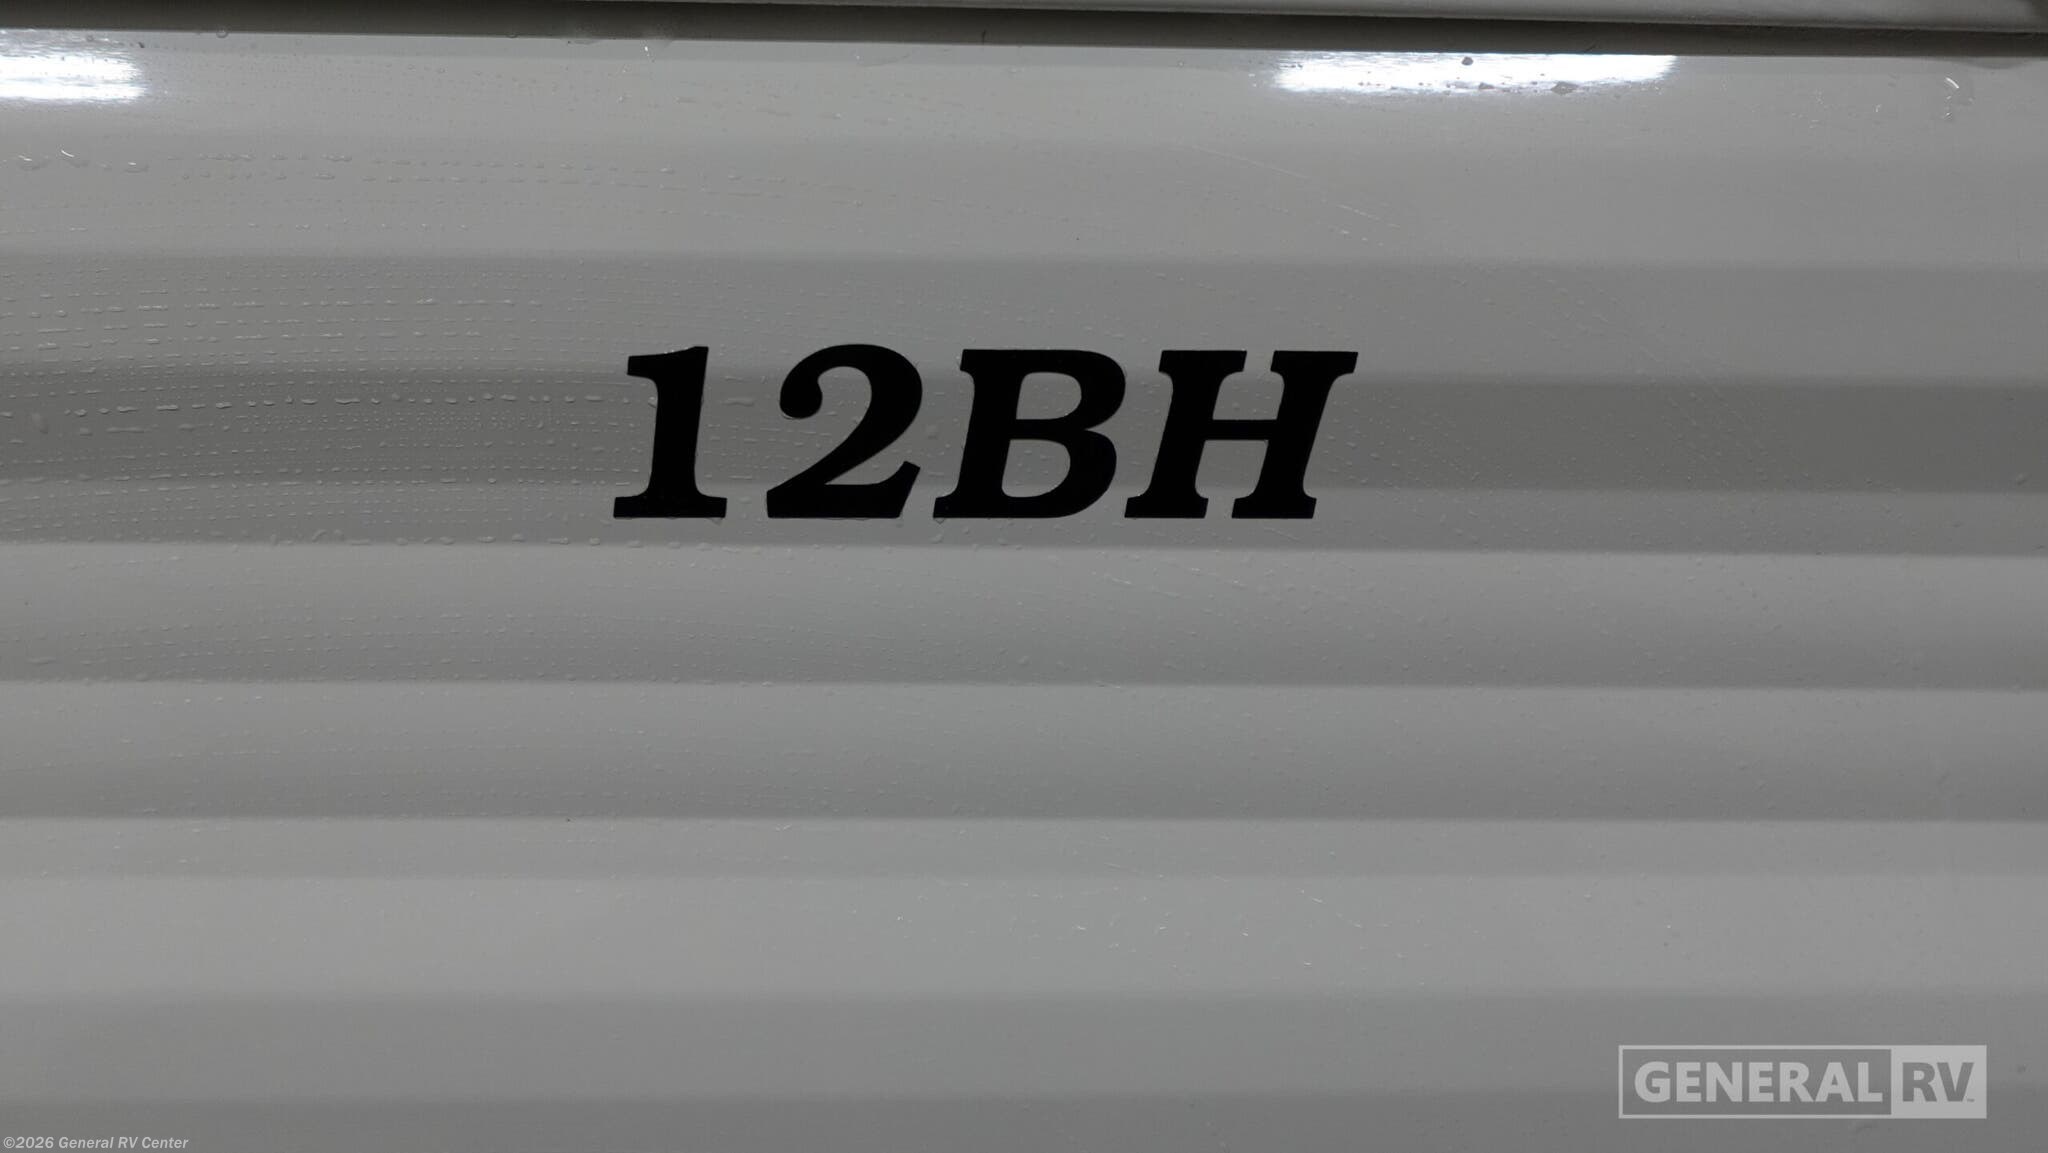 12BH
GENERAL RV
©2026 General RV Center